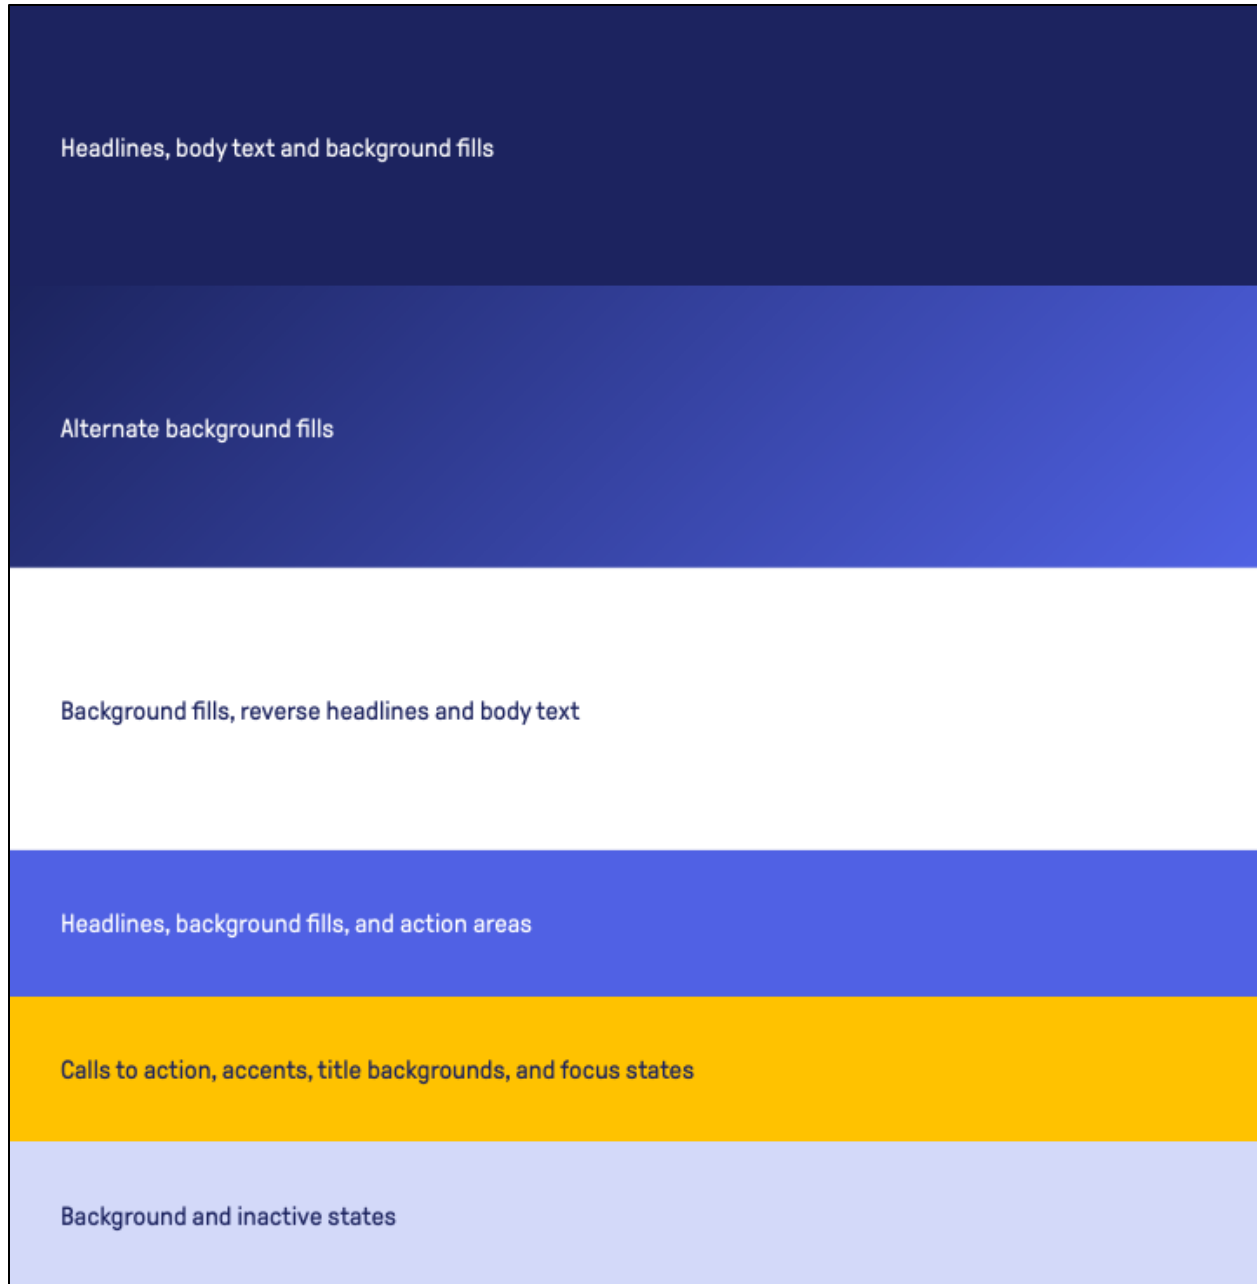 Headlines, body text and background fills
Alternate background fills
Background fills, reverse headlines and body text
Headlines, background fills, and action areas
Calls to action, accents, title backgrounds, and focus states
Background and inactive states